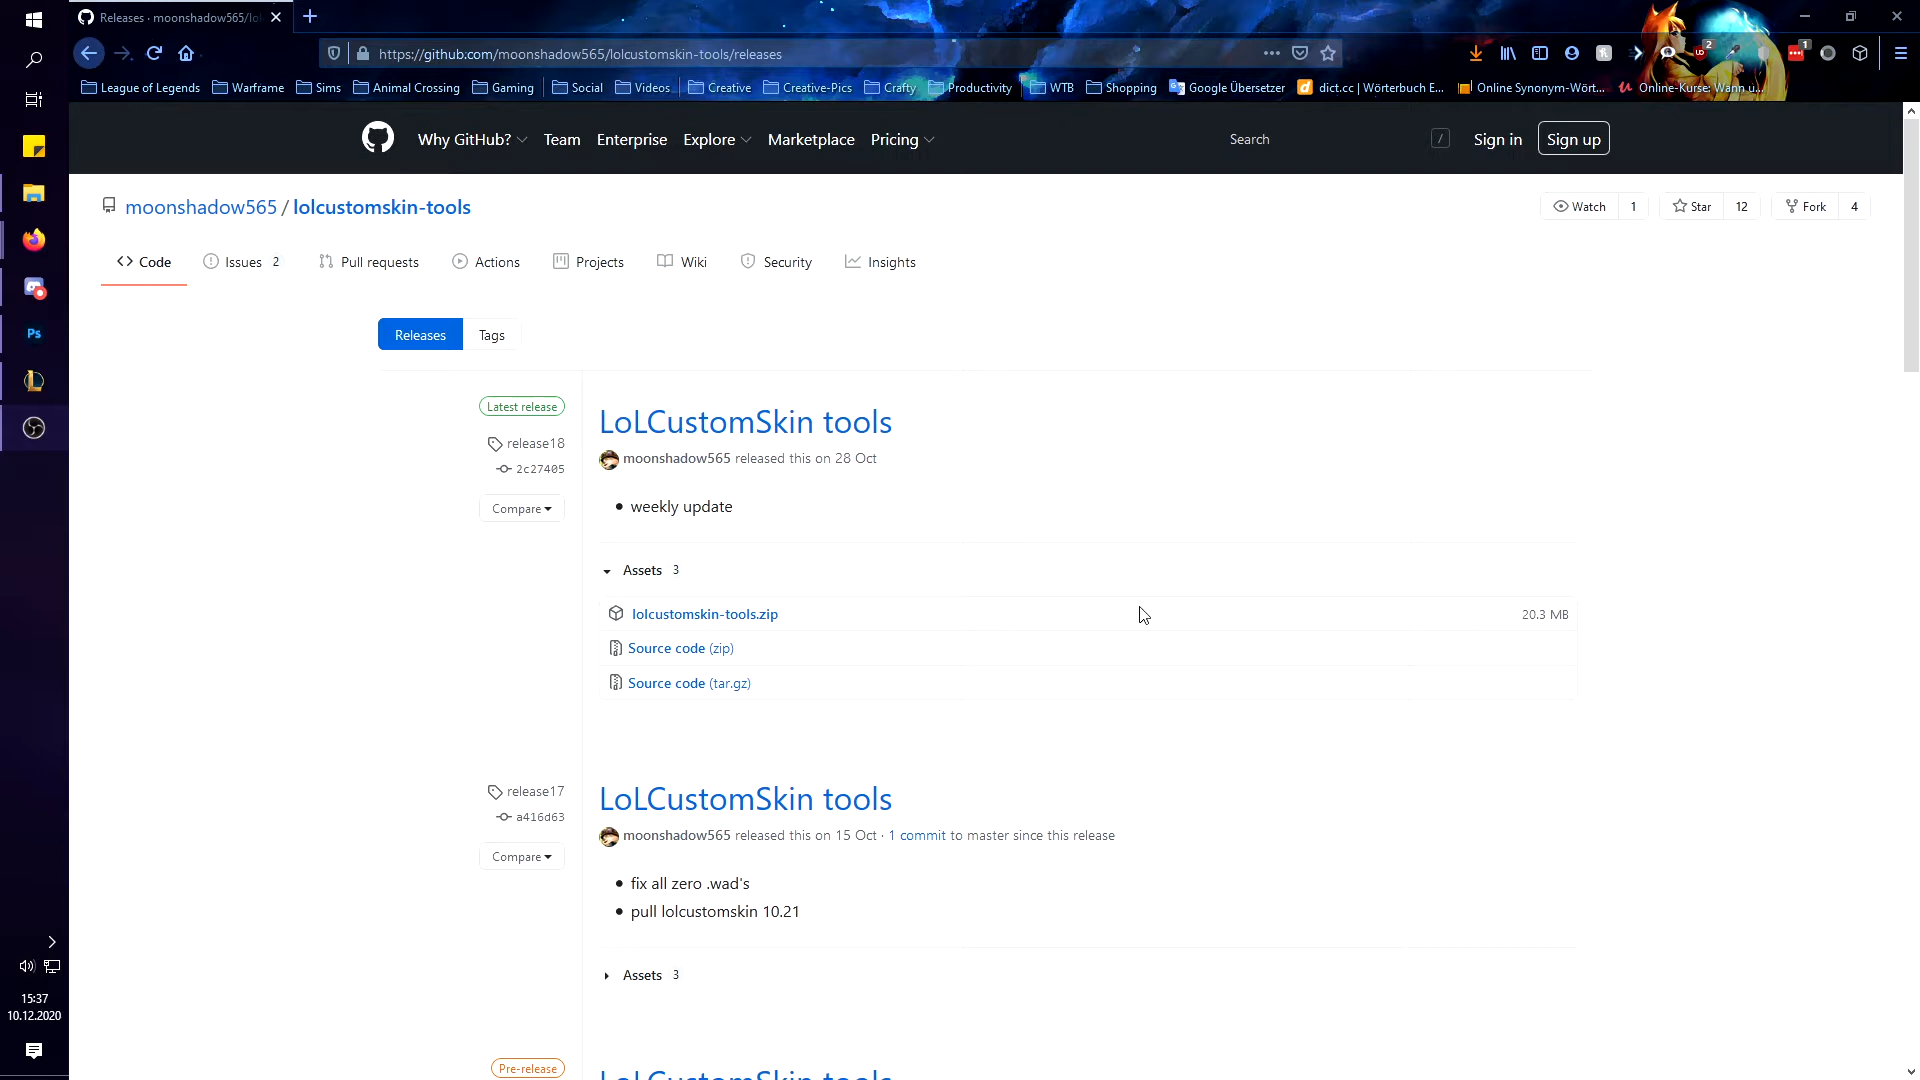 Releases · moonshadow565/lol
https://github.com/moonshadow565/lolcustomskin-tools/releases
2
1
League of Legends
Warframe
Sims
Animal Crossing
Gaming
Social
Videos
Creative
Creative-Pics
Crafty
Productivity
WTB
Shopping
Google Übersetzer
dict.cc | Wörterbuch E...
Online Synonym-Wört...
Online-Kurse: Wann u...
Why GitHub?
Team
Enterprise
Explore
Marketplace
Pricing
Search
/
Sign in
Sign up
moonshadow565 / lolcustomskin-tools
Watch 1
Star 12
Fork 4
Code
Issues 2
Pull requests
Actions
Projects
Wiki
Security
Insights
Releases
Tags
Latest release
release18
2c27405
Compare
LoLCustomSkin tools
moonshadow565 released this on 28 Oct
• weekly update
Assets 3
lolcustomskin-tools.zip
20.3 MB
Source code (zip)
Source code (tar.gz)
release17
a416d63
Compare
LoLCustomSkin tools
moonshadow565 released this on 15 Oct · 1 commit to master since this release
• fix all zero .wad's
• pull lolcustomskin 10.21
Assets 3
Pre-release
LoLCustomSkin tools
Ps
15:37
10.12.2020